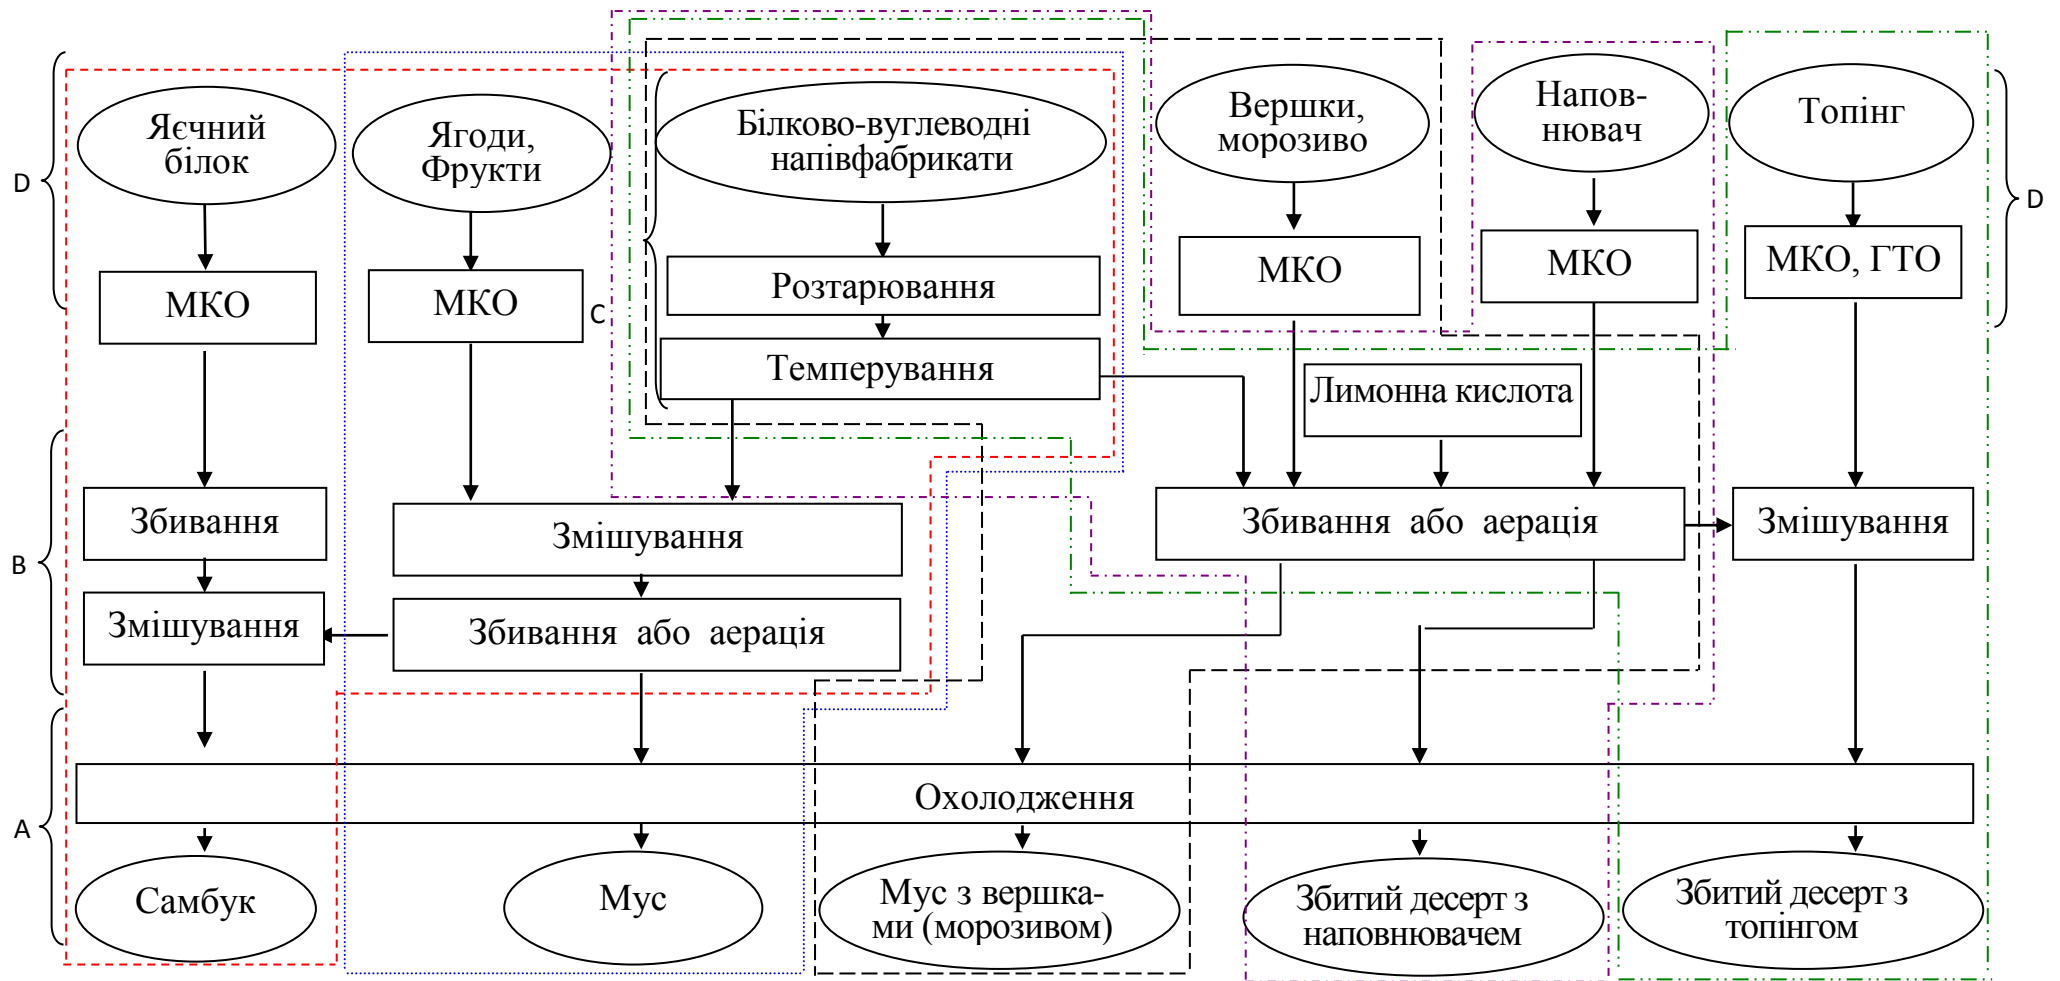 Яєчний
білок
Ягоди,
Фрукти
Білково-вуглеводні
напівфабрикати
Вершки,
морозиво
Напов-
нювач
Топінг
D
D
МКО
МКО
C
Розтарювання
Темперування
МКО
МКО
МКО, ГТО
Лимонна кислота
B
Збивання
Змішування
Змішування
Збивання або аерація
Збивання або аерація
Змішування
A
Охолодження
Самбук
Мус
Мус з вершка-
ми (морозивом)
Збитий десерт з
наповнювачем
Збитий десерт з
топінгом